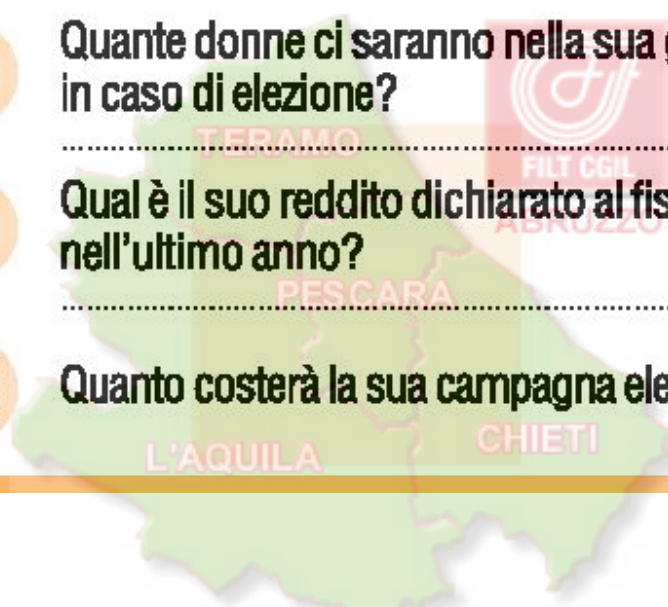 Quante donne ci saranno nella sua g
in caso di elezione?
TERAMO
FILT CGIL
Qual è il suo reddito dichiarato al fis
ABRUZZO
nell'ultimo anno?
PESCARA
Quanto costerà la sua campagna ele
CHIETI
L'AQUILA